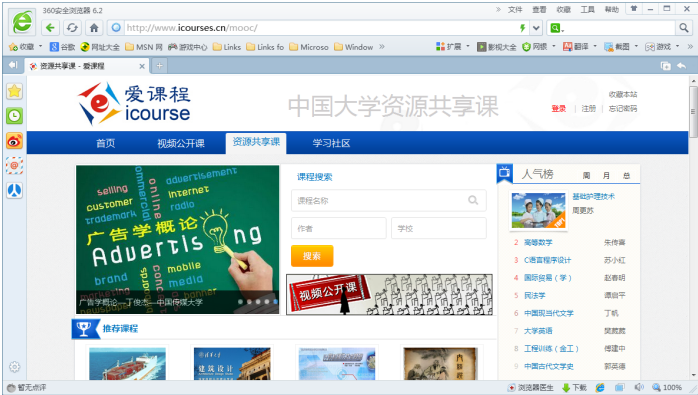 360安全浏览器 6.2
文件 查看 收藏 工具 帮助
http://www.icourses.cn/mooc/
收藏 谷歌 网址大全 MSN 网 游戏中心 Links Links fo Microso Window 扩展 影视大全 网银 翻译 截图 游戏
资源共享课 - 爱课程
爱课程
icourse
中国大学资源共享课
收藏本站
登录 | 注册 | 忘记密码
首页 视频公开课 资源共享课 学习社区
selling
customer
trademark
commercial
online
advertisement
Internet
radio
广告学概论
Advertising
brand
media
mobile
media
banner
广告学概论—丁俊杰—中国传媒大学
课程搜索
课程名称
作者 学校
搜索
视频公开课
人气榜 周 月 总
基础护理技术
周更苏
2 高等数学 朱传喜
3 C语言程序设计 苏小红
4 国际贸易（学） 赵春明
5 民法学 谭启平
6 中国现当代文学 丁帆
7 大学英语
8 工程训练（金工） 傅建中
9 中国古代文学史 郭英德
推荐课程
建筑设计
暂无点评 浏览器医生 下载 100%